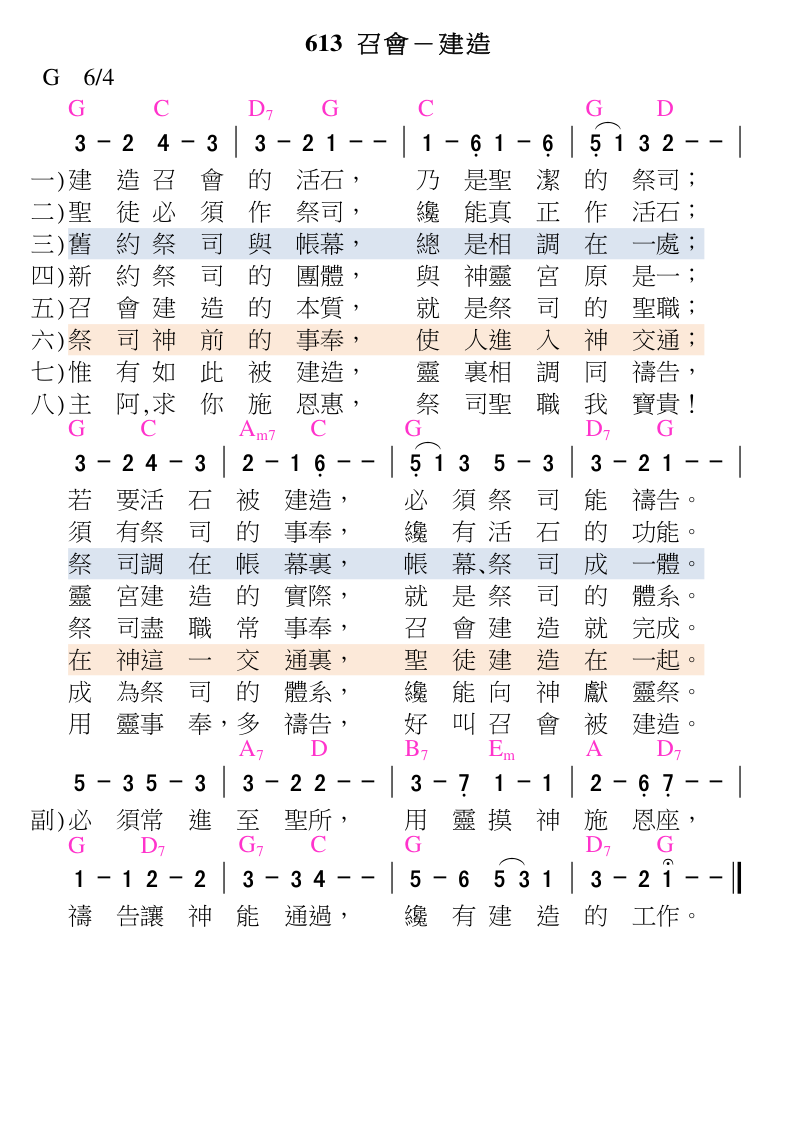 613 召會－建造
G 6/4
G C D7 G C G D
3 － 2 4 － 3 | 3 － 2 1 － － | 1 － 6 1 － 6 | 5 1 3 2 － － |
一)建造召會的活石，乃是聖潔的祭司；
二)聖徒必須作祭司，纔能真正作活石；
三)舊約祭司與帳幕，總是相調在一處；
四)新約祭司的團體，與神靈宮原是一；
五)召會建造的本質，就是祭司的聖職；
六)祭司神前的事奉，使人進入神交通；
七)惟有如此被建造，靈裏相調同禱告，
八)主阿,求你施恩惠，祭司聖職我寶貴！
G C Am7 C G D7 G
3 － 2 4 － 3 | 2 － 1 6 － － | 5 1 3 5 － 3 | 3 － 2 1 － － |
若要活石被建造，必須祭司能禱告。
須有祭司的事奉，纔有活石的功能。
祭司調在帳幕裏，帳幕、祭司成一體。
靈宮建造的實際，就是祭司的體系。
祭司盡職常事奉，召會建造就完成。
在神這一交通裏，聖徒建造在一起。
成為祭司的體系，纔能向神獻靈祭。
用靈事奉，多禱告，好叫召會被建造。
A7 D B7 Em A D7
5 － 3 5 － 3 | 3 － 2 2 － － | 3 － 7 1 － 1 | 2 － 6 7 － － |
副)必須常進至聖所，用靈摸神施恩座，
G D7 G7 C G D7 G
1 － 1 2 － 2 | 3 － 3 4 － － | 5 － 6 5 3 1 | 3 － 2 1 － － ||
禱告讓神能通過，纔有建造的工作。